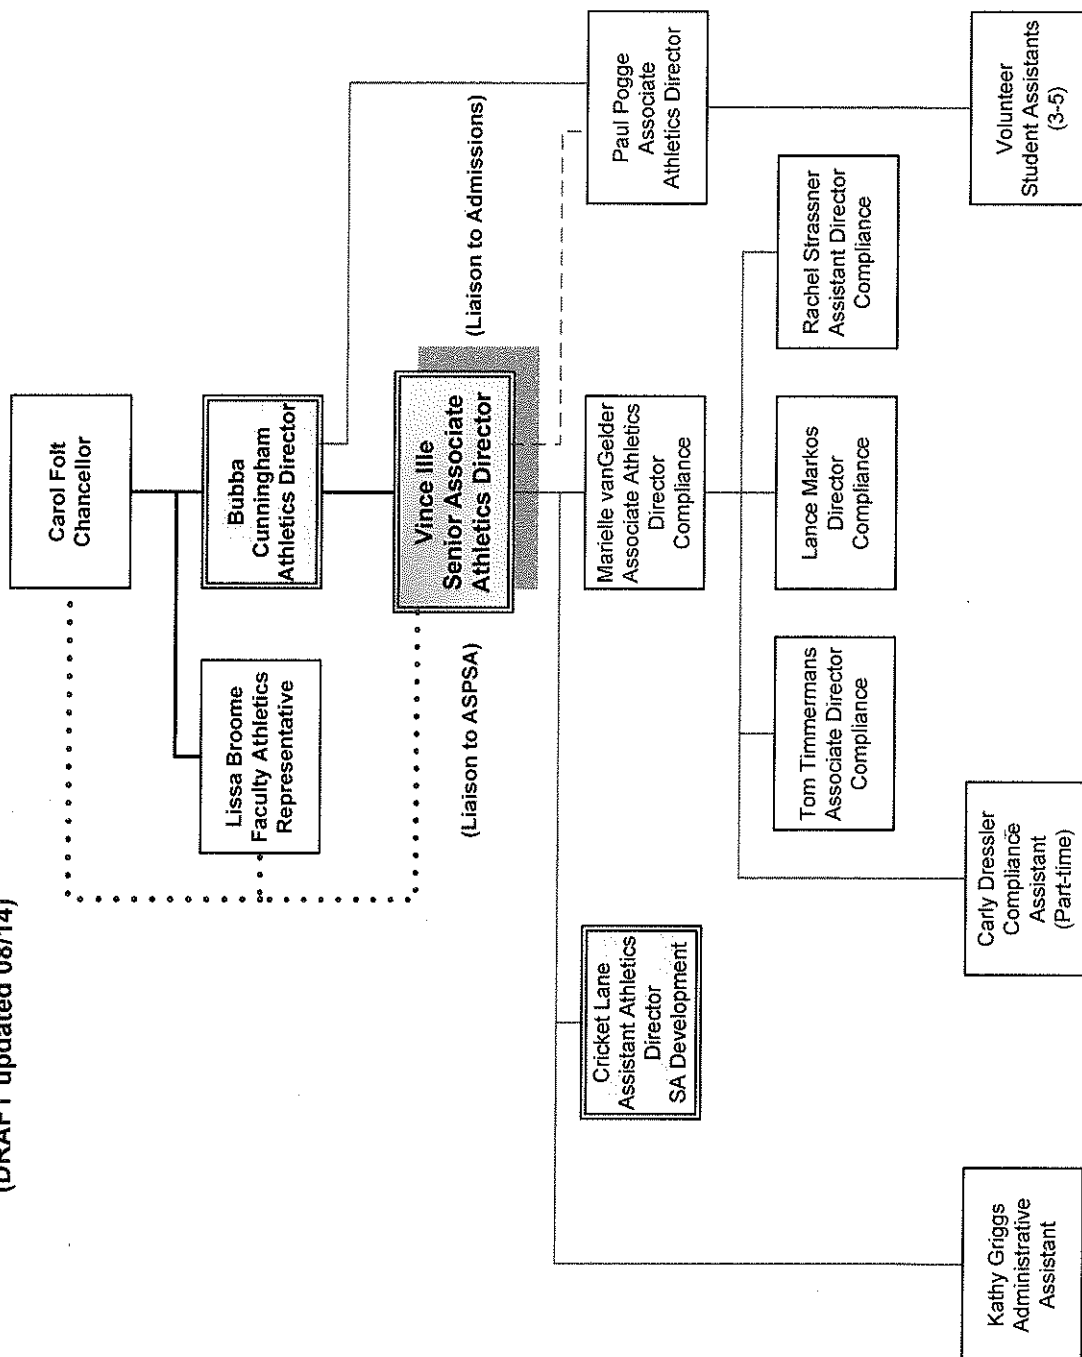 (DRAFT updated 08/14)
Carol Folt
Chancellor
Lissa Broome
Faculty Athletics
Representative
Bubba
Cunningham
Athletics Director
Vince Ille
Senior Associate
Athletics Director
(Liaison to ASPSA)
(Liaison to Admissions)
Cricket Lane
Assistant Athletics
Director
SA Development
Marielle vanGelder
Associate Athletics
Director
Compliance
Paul Pogge
Associate
Athletics Director
Tom Timmermans
Associate Director
Compliance
Lance Markos
Director
Compliance
Rachel Strassner
Assistant Director
Compliance
Kathy Griggs
Administrative
Assistant
Carly Dressler
Compliance
Assistant
(Part-time)
Volunteer
Student Assistants
(3-5)